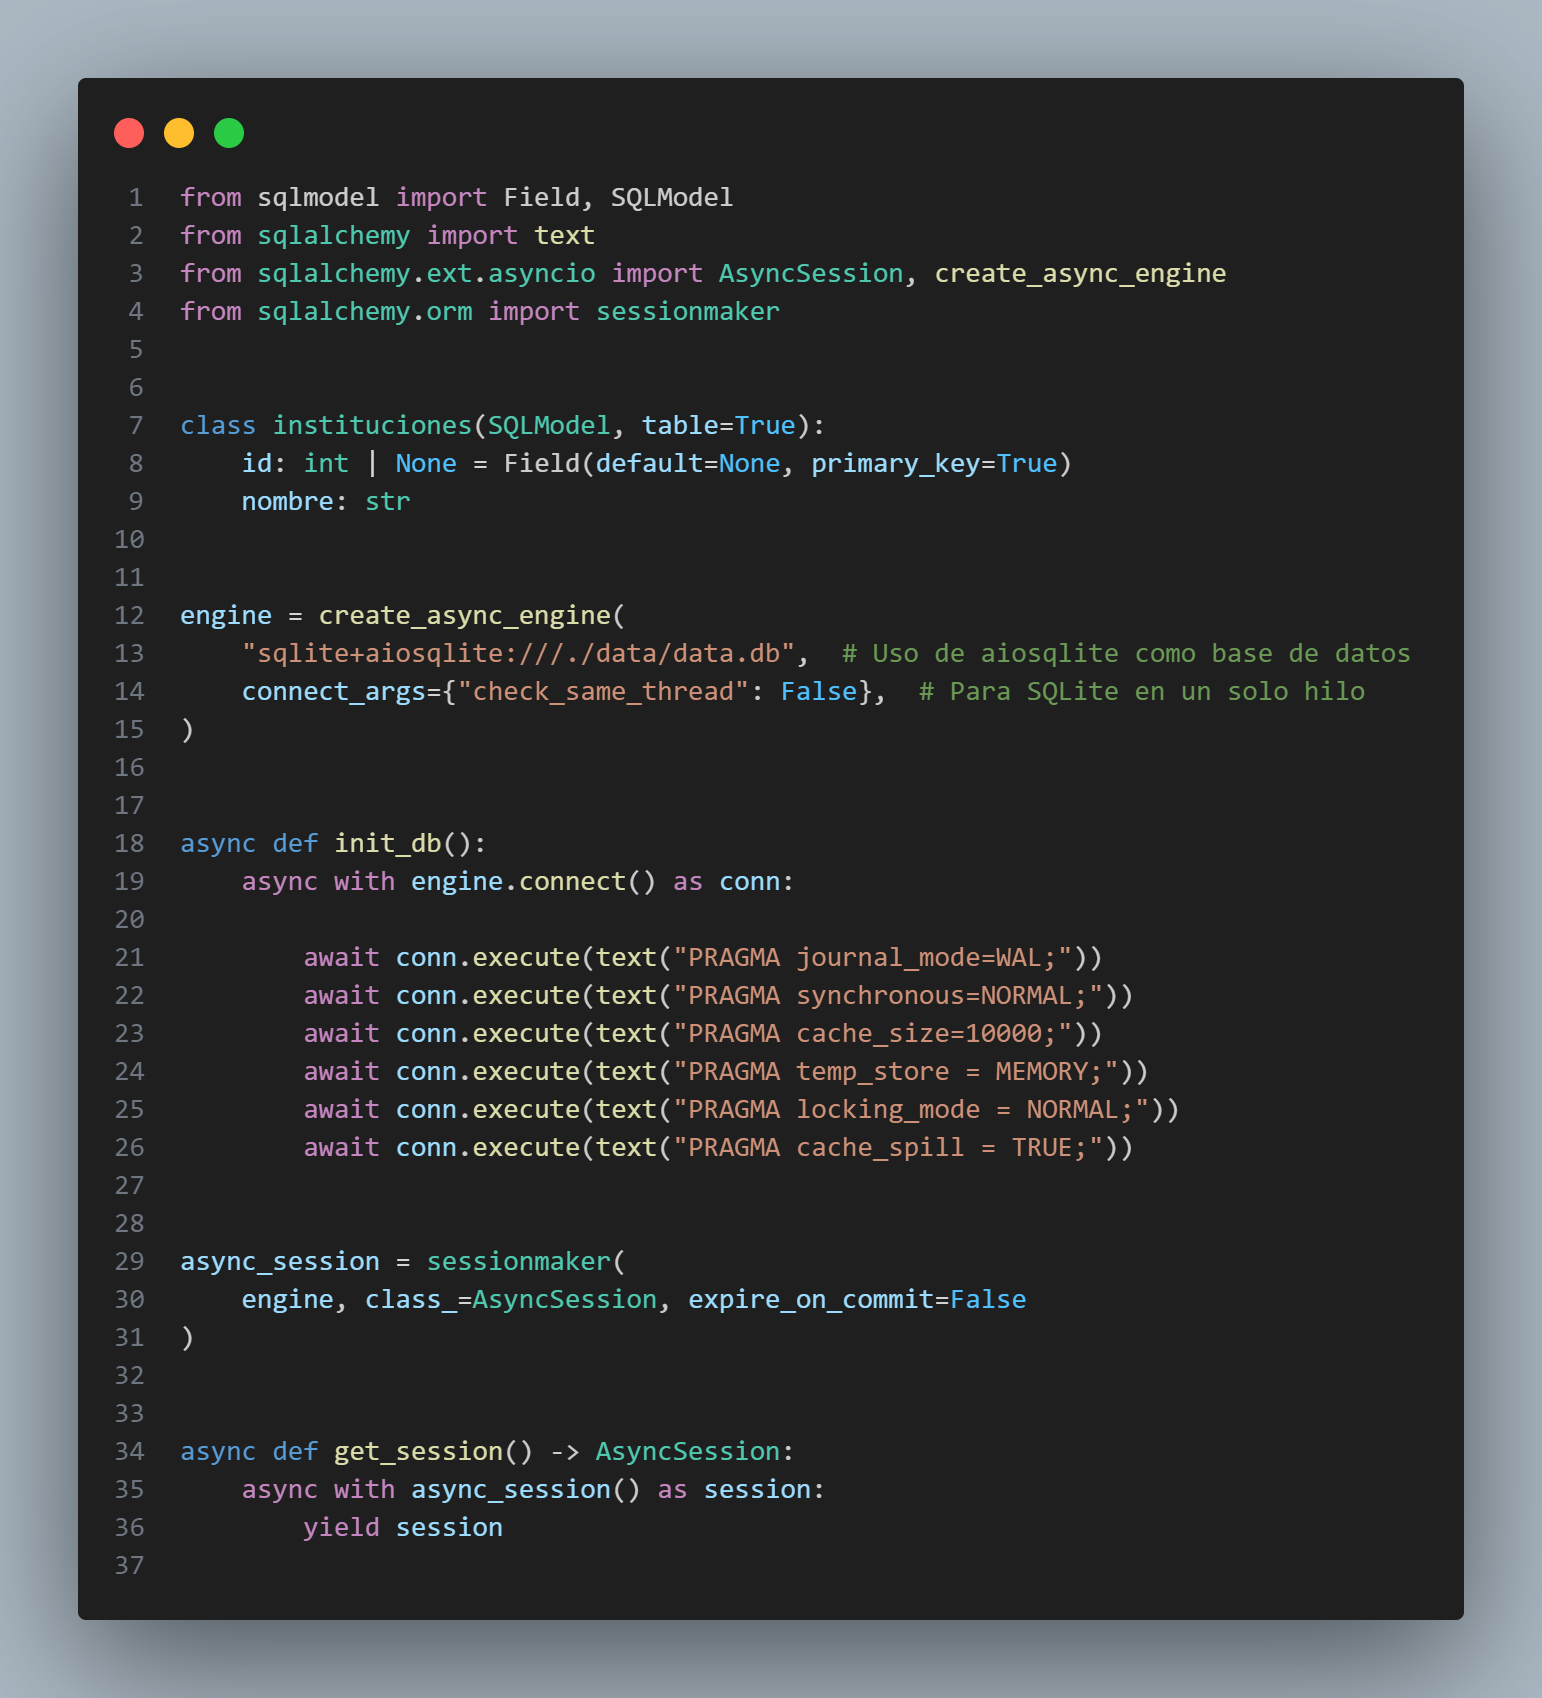 1 from sqlmodel import Field, SQLModel
2 from sqlalchemy import text
3 from sqlalchemy.ext.asyncio import AsyncSession, create_async_engine
4 from sqlalchemy.orm import sessionmaker
5
6
7 class instituciones(SQLModel, table=True):
8     id: int | None = Field(default=None, primary_key=True)
9     nombre: str
10
11
12 engine = create_async_engine(
13     "sqlite+aiosqlite:///./data/data.db",  # Uso de aiosqlite como base de datos
14     connect_args={"check_same_thread": False},  # Para SQLite en un solo hilo
15 )
16
17
18 async def init_db():
19     async with engine.connect() as conn:
20
21         await conn.execute(text("PRAGMA journal_mode=WAL;"))
22         await conn.execute(text("PRAGMA synchronous=NORMAL;"))
23         await conn.execute(text("PRAGMA cache_size=10000;"))
24         await conn.execute(text("PRAGMA temp_store = MEMORY;"))
25         await conn.execute(text("PRAGMA locking_mode = NORMAL;"))
26         await conn.execute(text("PRAGMA cache_spill = TRUE;"))
27
28
29 async_session = sessionmaker(
30     engine, class_=AsyncSession, expire_on_commit=False
31 )
32
33
34 async def get_session() -> AsyncSession:
35     async with async_session() as session:
36         yield session
37